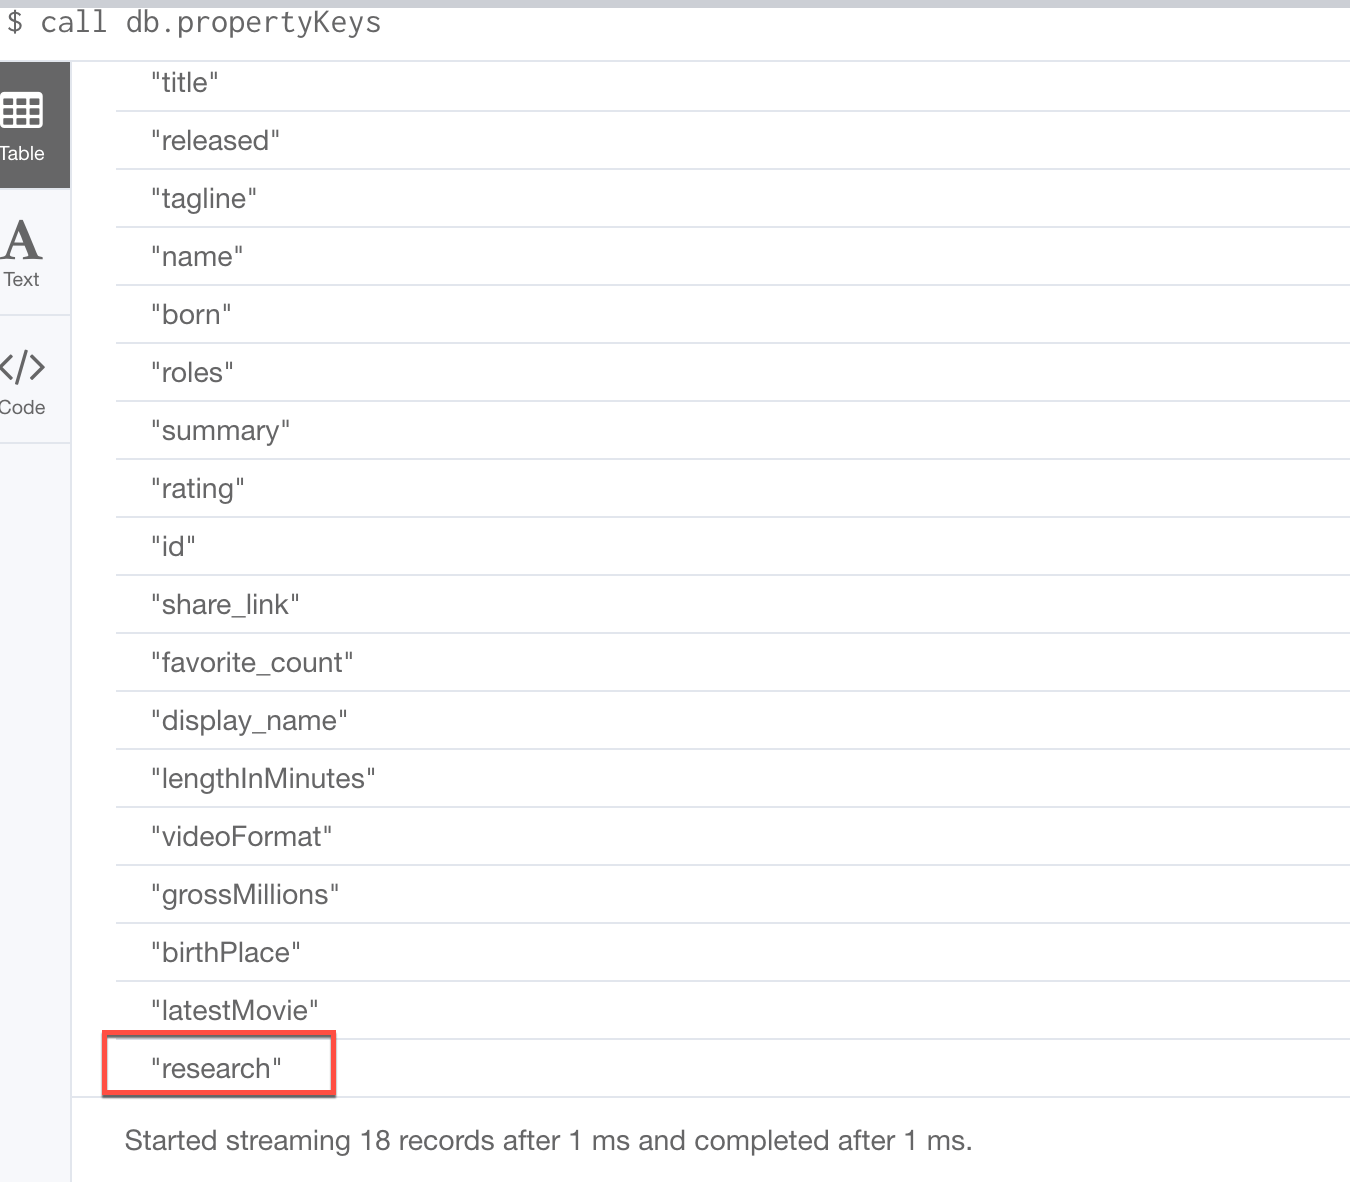 $ call db.propertyKeys
Table
Text
Code
"title"
"released"
"tagline"
"name"
"born"
"roles"
"summary"
"rating"
"id"
"share_link"
"favorite_count"
"display_name"
"lengthInMinutes"
"videoFormat"
"grossMillions"
"birthPlace"
"latestMovie"
"research"
Started streaming 18 records after 1 ms and completed after 1 ms.